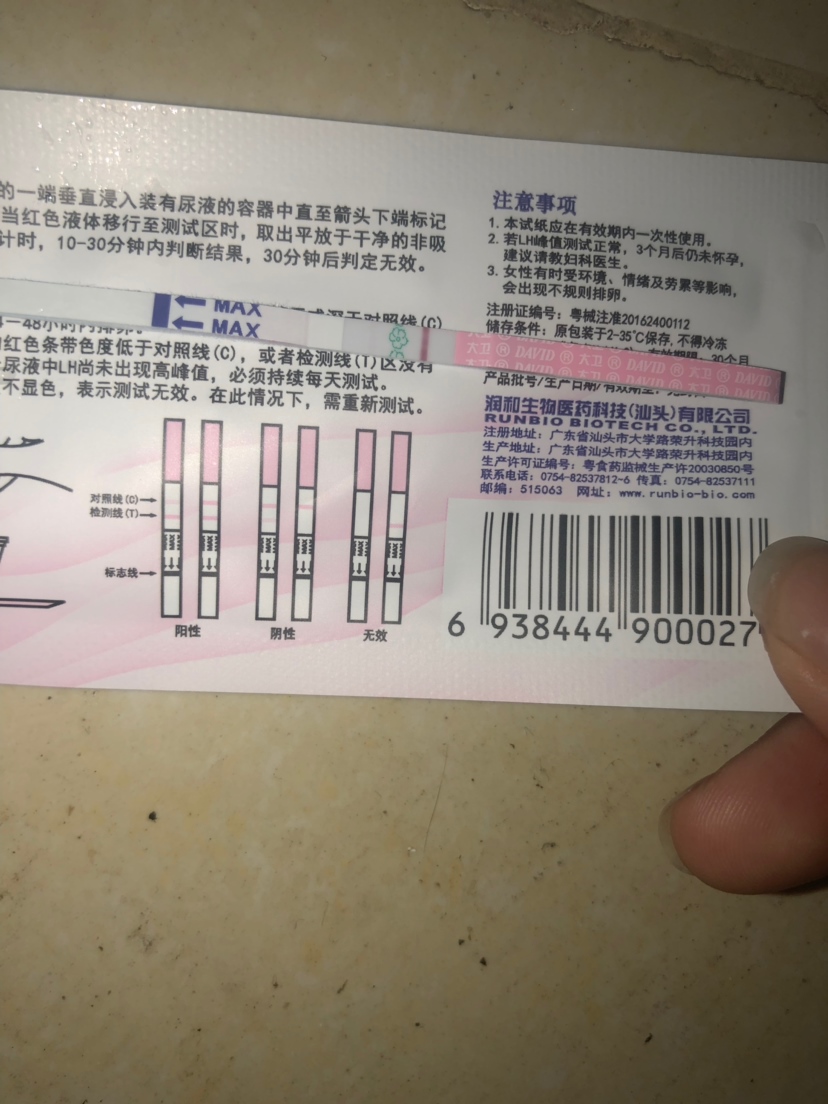 的一端垂直浸入装有尿液的容器中直至箭头下端标记
当红色液体移行至测试区时，取出平放于干净的非吸
计时，10-30分钟内判断结果，30分钟后判定无效。
MAX
MAX
深于对照线(C)
4-48小时内排卵。
红色条带色度低于对照线(C)，或者检测线(T)区没有
尿液中LH尚未出现高峰值，必须持续每天测试。
不显色，表示测试无效。在此情况下，需重新测试。
对照线(C)
检测线(T)
标志线
阳性
阴性
无效
注意事项
1. 本试纸应在有效期内一次性使用。
2. 若LH峰值测试正常，3个月后仍未怀孕，
建议请教妇科医生。
3. 女性有时受环境、情绪及劳累等影响，
会出现不规则排卵。
注册证编号：粤械注准20162400112
储存条件：原包装于2-35℃保存，不得冷冻
30个月
大卫 ® DAVID ® 大卫 ® DAVID ® 大卫 ® DAVID
产品批号/生产日期/有效期至：
润和生物医药科技(汕头)有限公司
RUNBIO BIOTECH CO., LTD.
注册地址：广东省汕头市大学路荣升科技园内
生产地址：广东省汕头市大学路荣升科技园内
生产许可证编号：粤食药监械生产许20030850号
联系电话：0754-82537812-6 传真：0754-82537111
邮编：515063 网址：www.runbio-bio.com
6 938444 900027